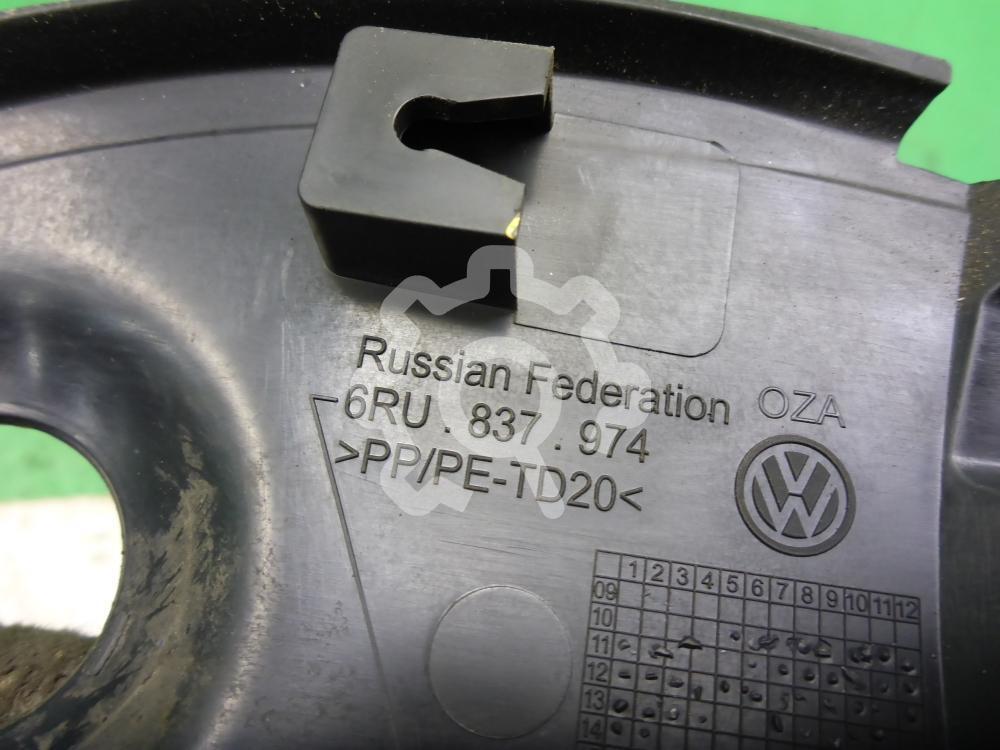 Russian Federation OZA
6RU . 837 . 974
>PP/PE-TD20<
VW
1 2 3 4 5 6 7 8 9 10 11 12
09
10
11
12
13
14